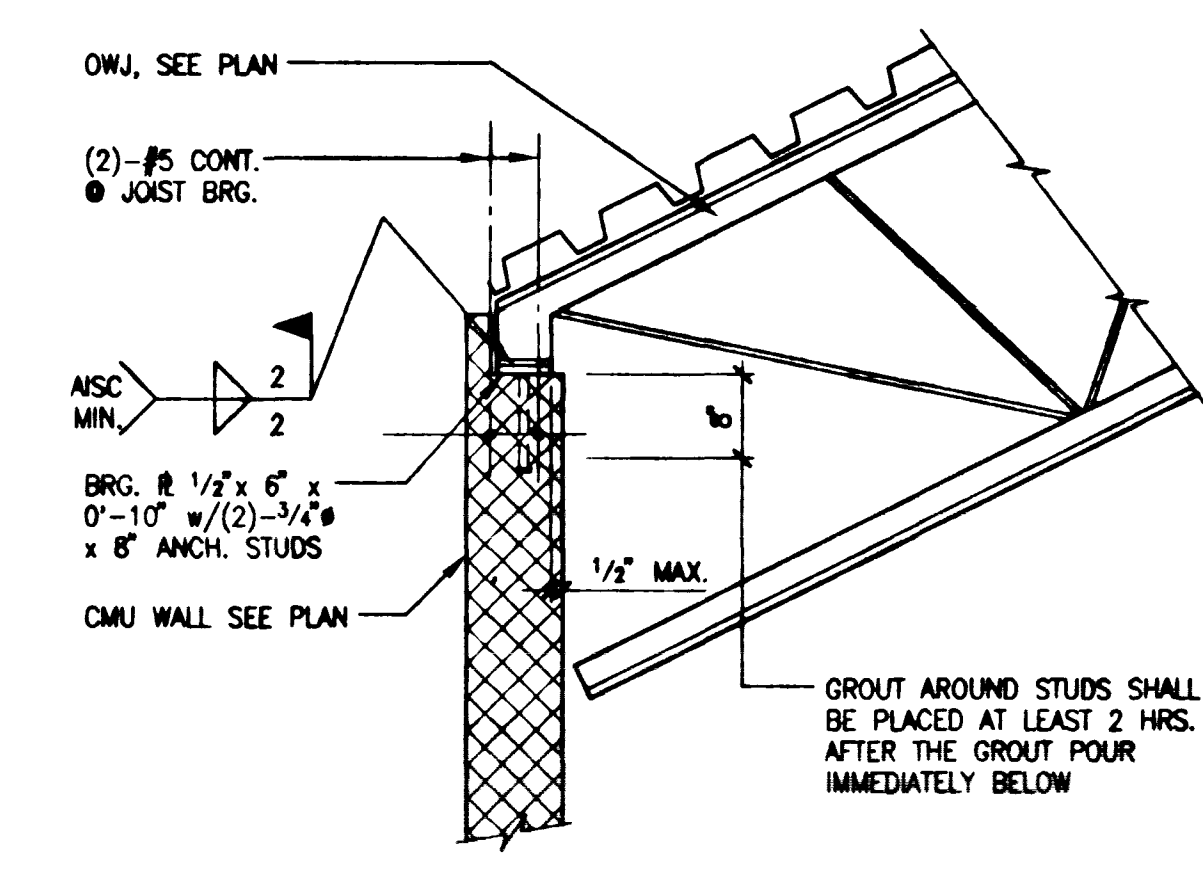 OWJ, SEE PLAN
(2)-#5 CONT.
@ JOIST BRG.
AISC
MIN.
2
2
BRG. PL 1/2" x 6" x
0'-10" w/(2)-3/4"ø
x 8" ANCH. STUDS
CMU WALL SEE PLAN
8"
1/2" MAX.
GROUT AROUND STUDS SHALL
BE PLACED AT LEAST 2 HRS.
AFTER THE GROUT POUR
IMMEDIATELY BELOW